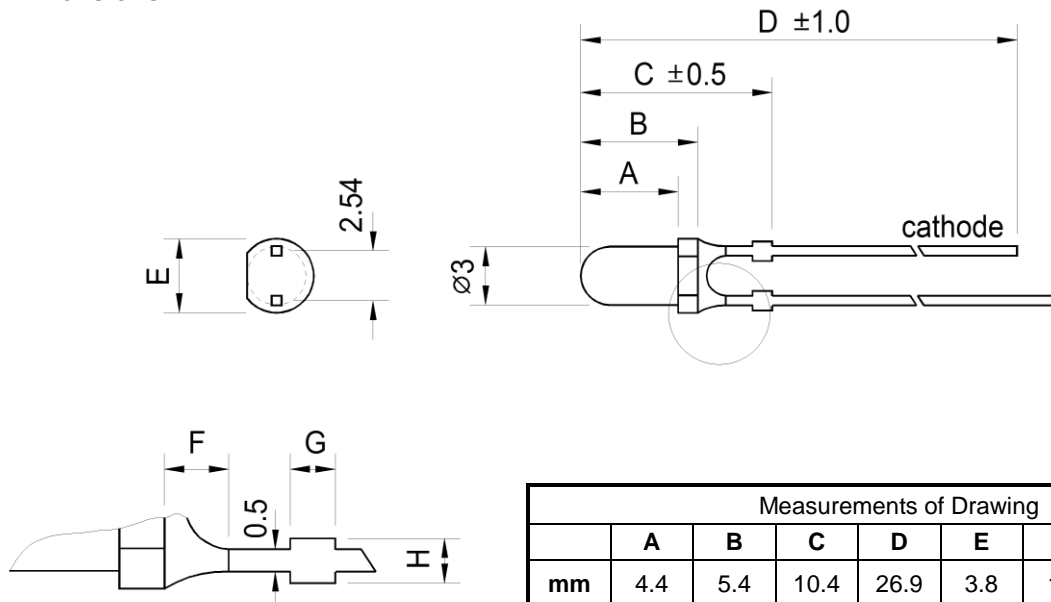 D ±1.0
C ±0.5
B
A
2.54
cathode
E
⌀3
F
G
0.5
H
Measurements of Drawing
A B C D E
mm 4.4 5.4 10.4 26.9 3.8